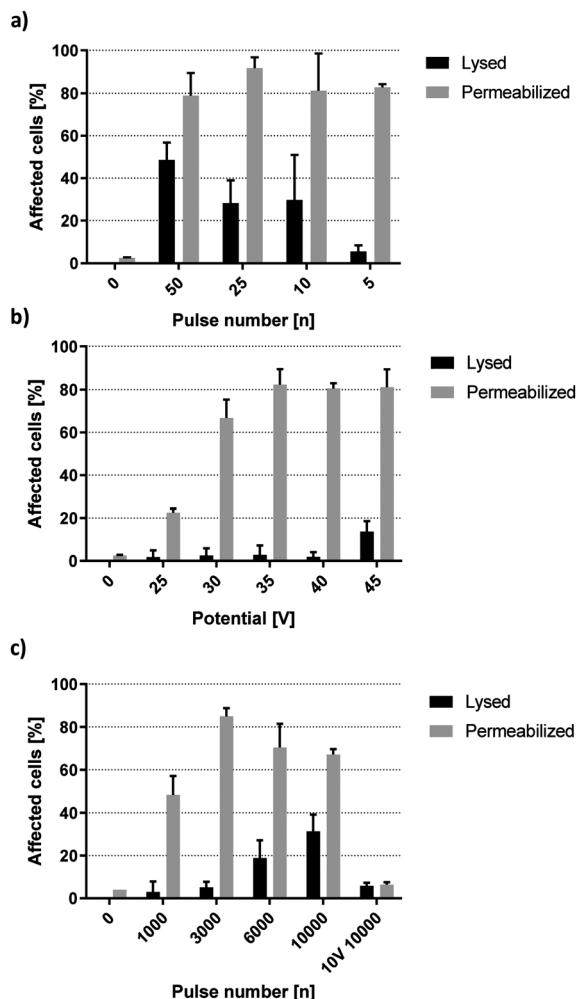 a)
100
80
60
40
20
0
Affected cells [%]
0
50
25
10
5
Pulse number [n]
Lysed
Permeabilized
b)
100
80
60
40
20
0
Affected cells [%]
0
25
30
35
40
45
Potential [V]
Lysed
Permeabilized
c)
100
80
60
40
20
0
Affected cells [%]
0
1000
3000
6000
10000
10V 10000
Pulse number [n]
Lysed
Permeabilized